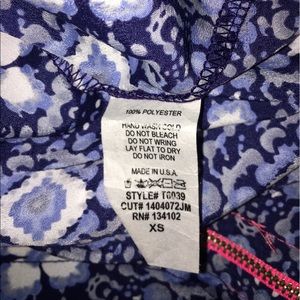 100% POLYESTER
HAND WASH COLD
DO NOT BLEACH
DO NOT WRING
LAY FLAT TO DRY
DO NOT IRON
MADE IN U.S.A
STYLE# T6039
CUT# 1404072JM
RN# 134102
XS